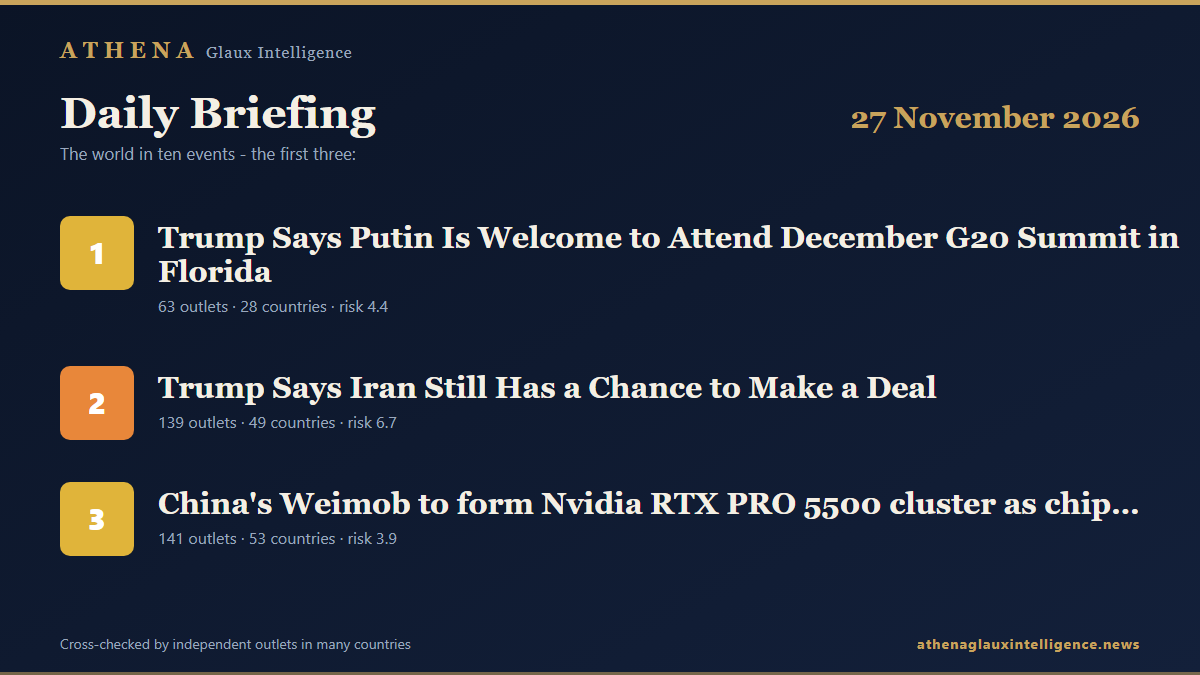 ATHENA Glaux Intelligence
Daily Briefing
27 November 2026
The world in ten events - the first three:
1
Trump Says Putin Is Welcome to Attend December G20 Summit in
Florida
63 outlets · 28 countries · risk 4.4
2
Trump Says Iran Still Has a Chance to Make a Deal
139 outlets · 49 countries · risk 6.7
3
China's Weimob to form Nvidia RTX PRO 5500 cluster as chip...
141 outlets · 53 countries · risk 3.9
Cross-checked by independent outlets in many countries
athenaglauxintelligence.news